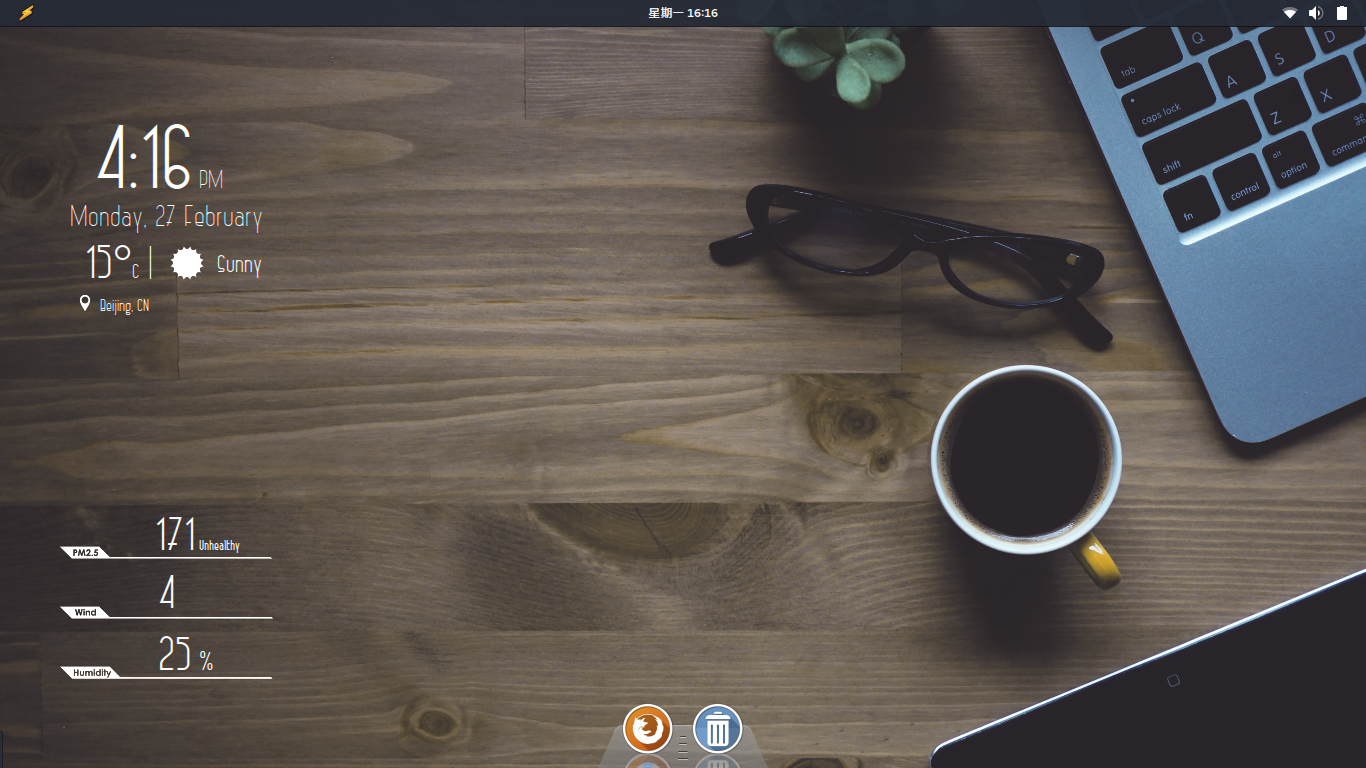 星期一 16:16
4:16 PM
Monday, 27 February
15°C | Sunny
Beijing, CN
171 Unhealthy
PM2.5
4
Wind
25 %
Humidity
Q
D
tab
A
S
caps lock
Z
X
shift
⌘
fn
control
alt
option
comman